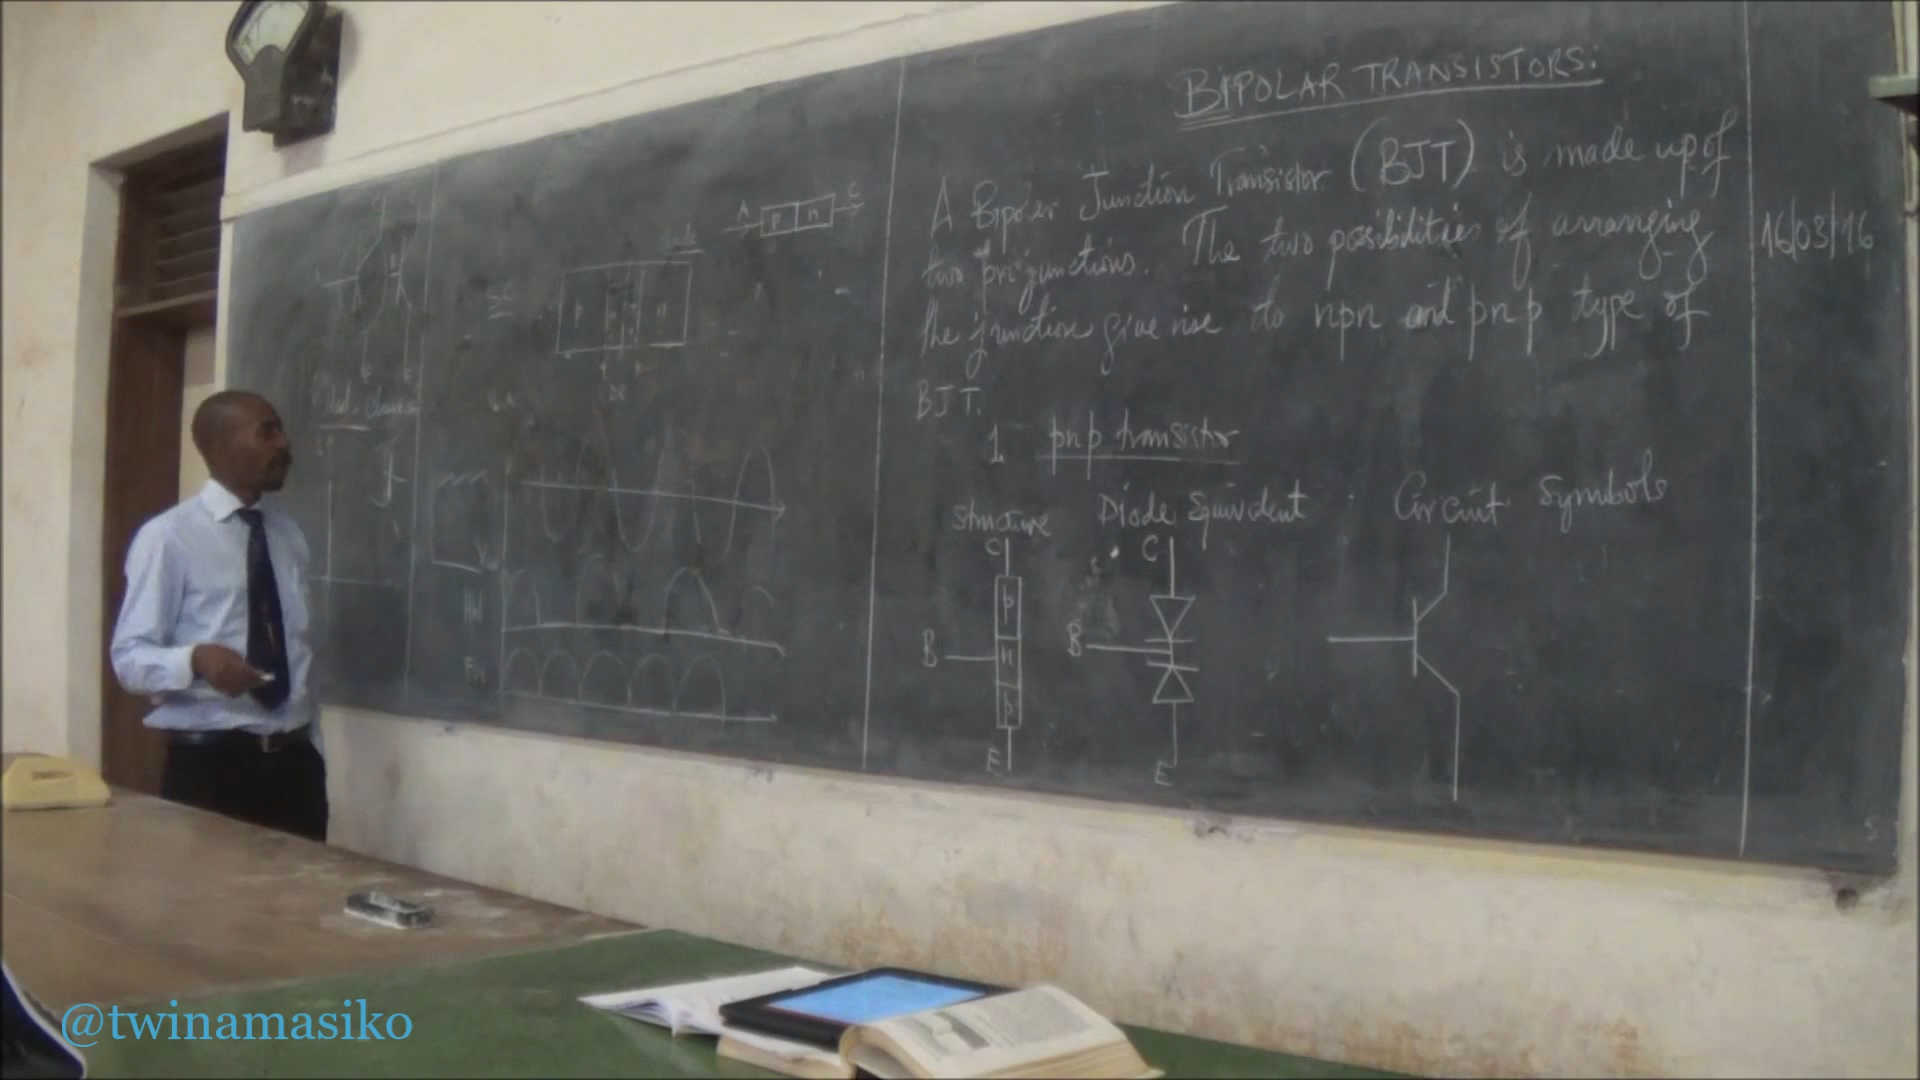 BIPOLAR TRANSISTORS:
A Bipolar Junction Transistor (BJT) is made up of
two pn junctions. The two possibilities of arranging
the junction give rise to npn and pnp type of
BJT.
16/03/16
1. pnp transistor
Structure Diode Equivalent Circuit Symbols
C
p
B n
p
E
C
B
E
A p n C
p n
@twinamasiko